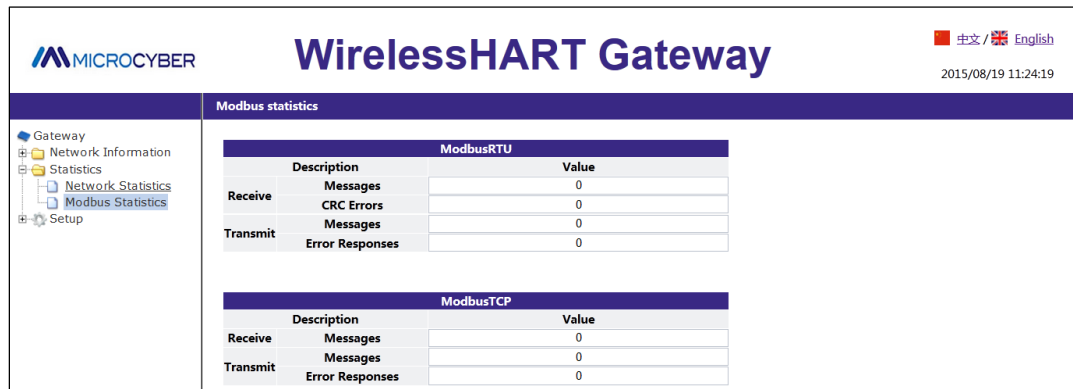 MICROCYBER
WirelessHART Gateway
中文 / English
2015/08/19 11:24:19
Modbus statistics
Gateway
Network Information
Statistics
Network Statistics
Modbus Statistics
Setup
ModbusRTU
Description Value
Receive Messages 0
CRC Errors 0
Transmit Messages 0
Error Responses 0
ModbusTCP
Description Value
Receive Messages 0
Transmit Messages 0
Error Responses 0